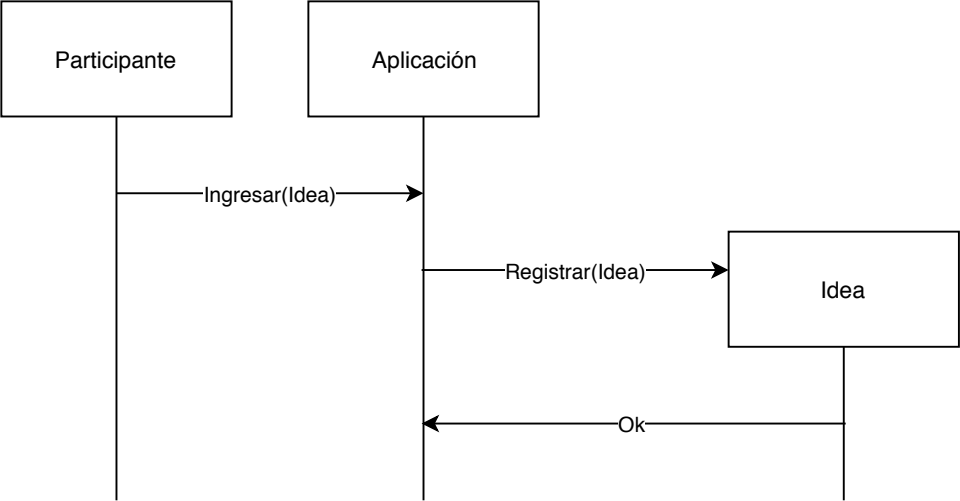 Participante
Aplicación
Ingresar(Idea)
Registrar(Idea)
Idea
Ok